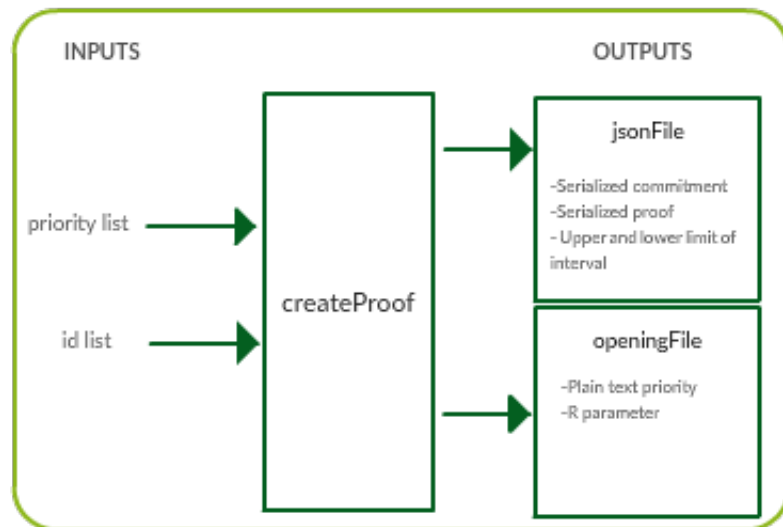 INPUTS
OUTPUTS
priority list
id list
createProof
jsonFile
-Serialized commitment
-Serialized proof
- Upper and lower limit of
interval
openingFile
-Plain text priority
-R parameter